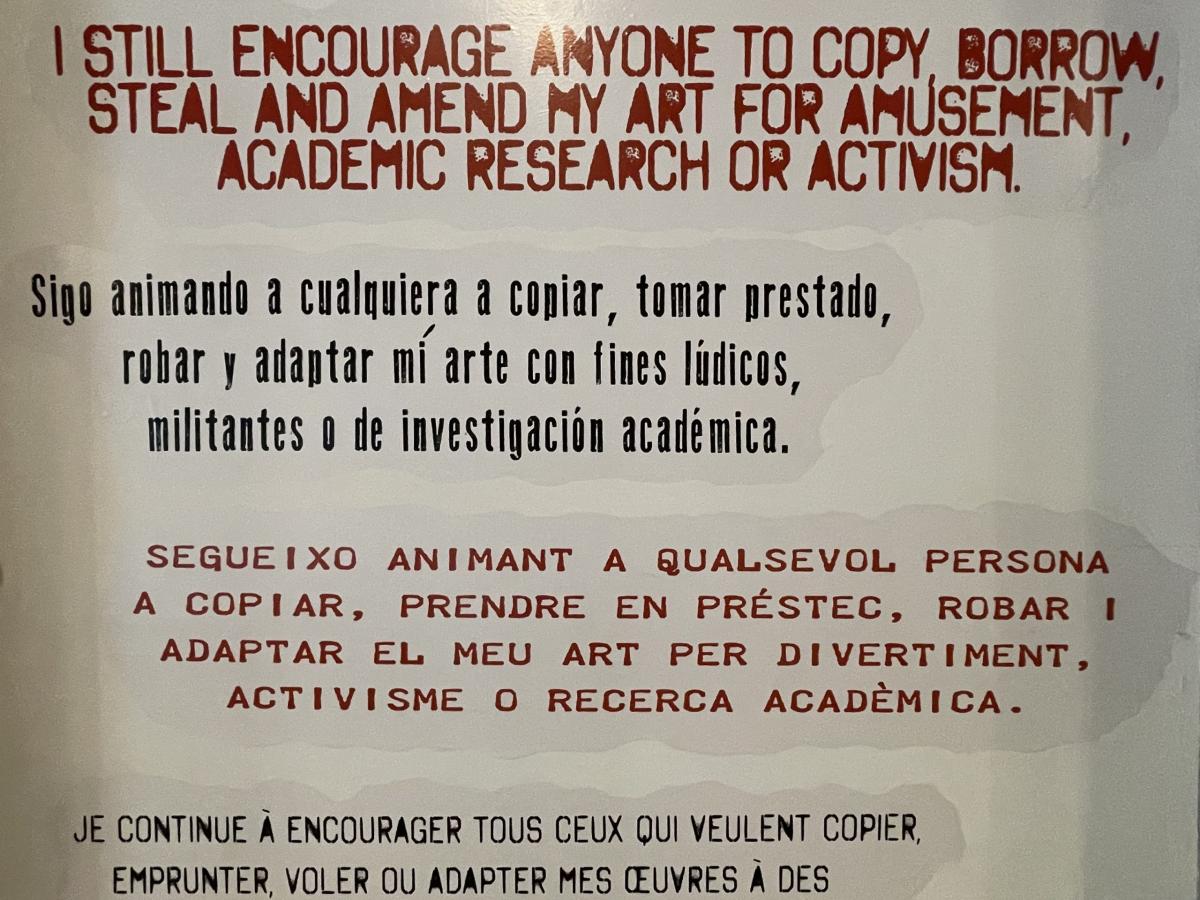 I STILL ENCOURAGE ANYONE TO COPY, BORROW,
STEAL AND AMEND MY ART FOR AMUSEMENT,
ACADEMIC RESEARCH OR ACTIVISM.
Sigo animando a cualquiera a copiar, tomar prestado,
robar y adaptar mí arte con fines lúdicos,
militantes o de investigación académica.
SEGUEIXO ANIMANT A QUALSEVOL PERSONA
A COPIAR, PRENDRE EN PRÉSTEC, ROBAR I
ADAPTAR EL MEU ART PER DIVERTIMENT,
ACTIVISME O RECERCA ACADÈMICA.
JE CONTINUE À ENCOURAGER TOUS CEUX QUI VEULENT COPIER,
EMPRUNTER, VOLER OU ADAPTER MES ŒUVRES À DES